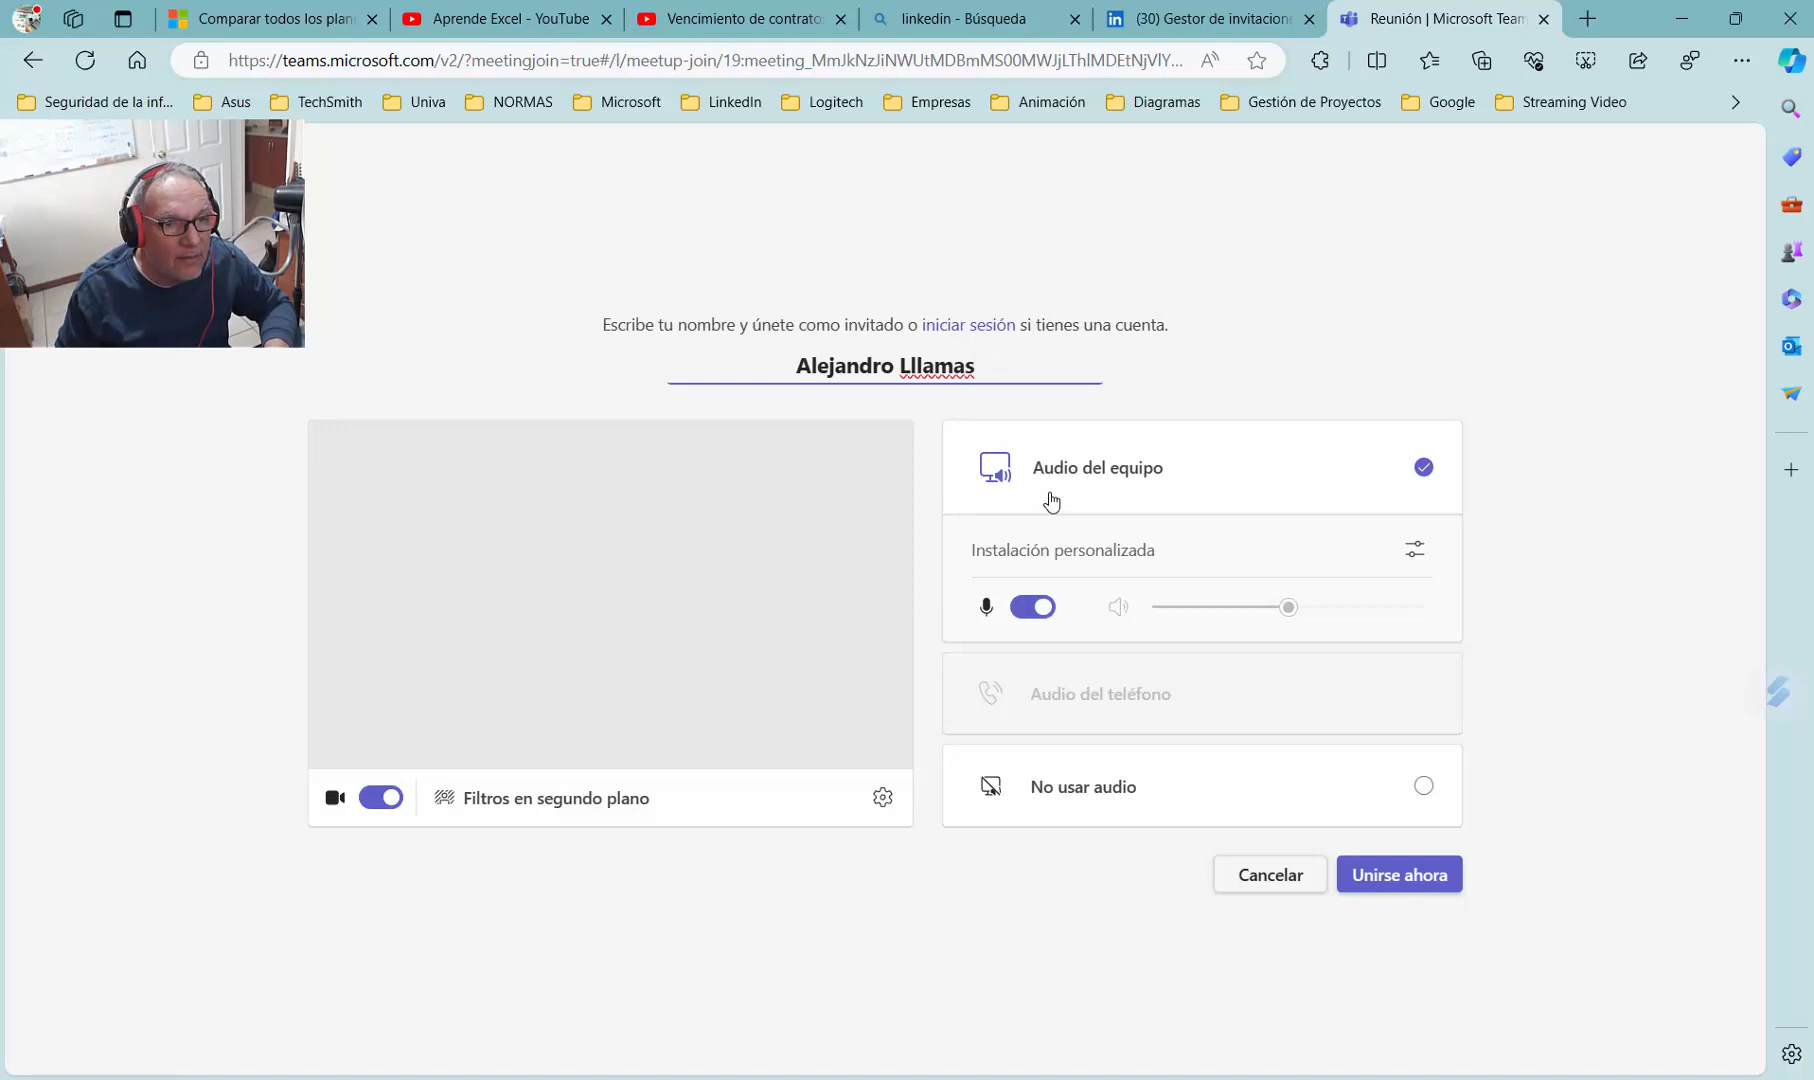 Comparar todos los plan
Aprende Excel - YouTube
Vencimiento de contrato
linkedin - Búsqueda
(30) Gestor de invitacion
Reunión | Microsoft Team
https://teams.microsoft.com/v2/?meetingjoin=true#/l/meetup-join/19:meeting_MmJkNzJiNWUtMDBmMS00MWJjLThlMDEtNjVlY...
Seguridad de la inf...
Asus
TechSmith
Univa
NORMAS
Microsoft
LinkedIn
Logitech
Empresas
Animación
Diagramas
Gestión de Proyectos
Google
Streaming Video
Escribe tu nombre y únete como invitado o iniciar sesión si tienes una cuenta.
Alejandro Lllamas
Audio del equipo
Instalación personalizada
Audio del teléfono
Filtros en segundo plano
No usar audio
Cancelar
Unirse ahora